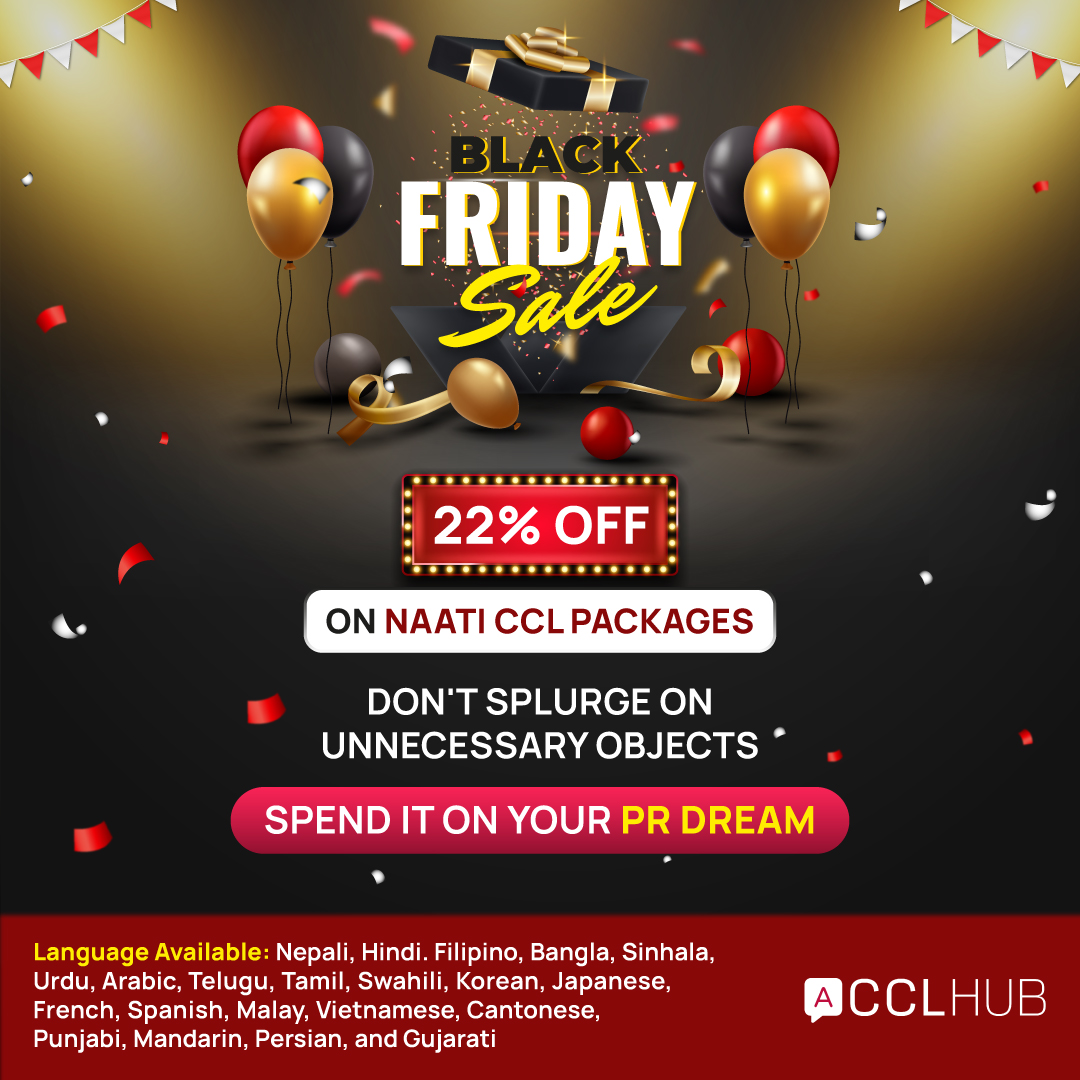 BLACK
FRIDAY
Sale
22% OFF
ON NAATI CCL PACKAGES
DON'T SPLURGE ON
UNNECESSARY OBJECTS
SPEND IT ON YOUR PR DREAM
Language Available: Nepali, Hindi. Filipino, Bangla, Sinhala,
Urdu, Arabic, Telugu, Tamil, Swahili, Korean, Japanese,
French, Spanish, Malay, Vietnamese, Cantonese,
Punjabi, Mandarin, Persian, and Gujarati
A CCLHUB